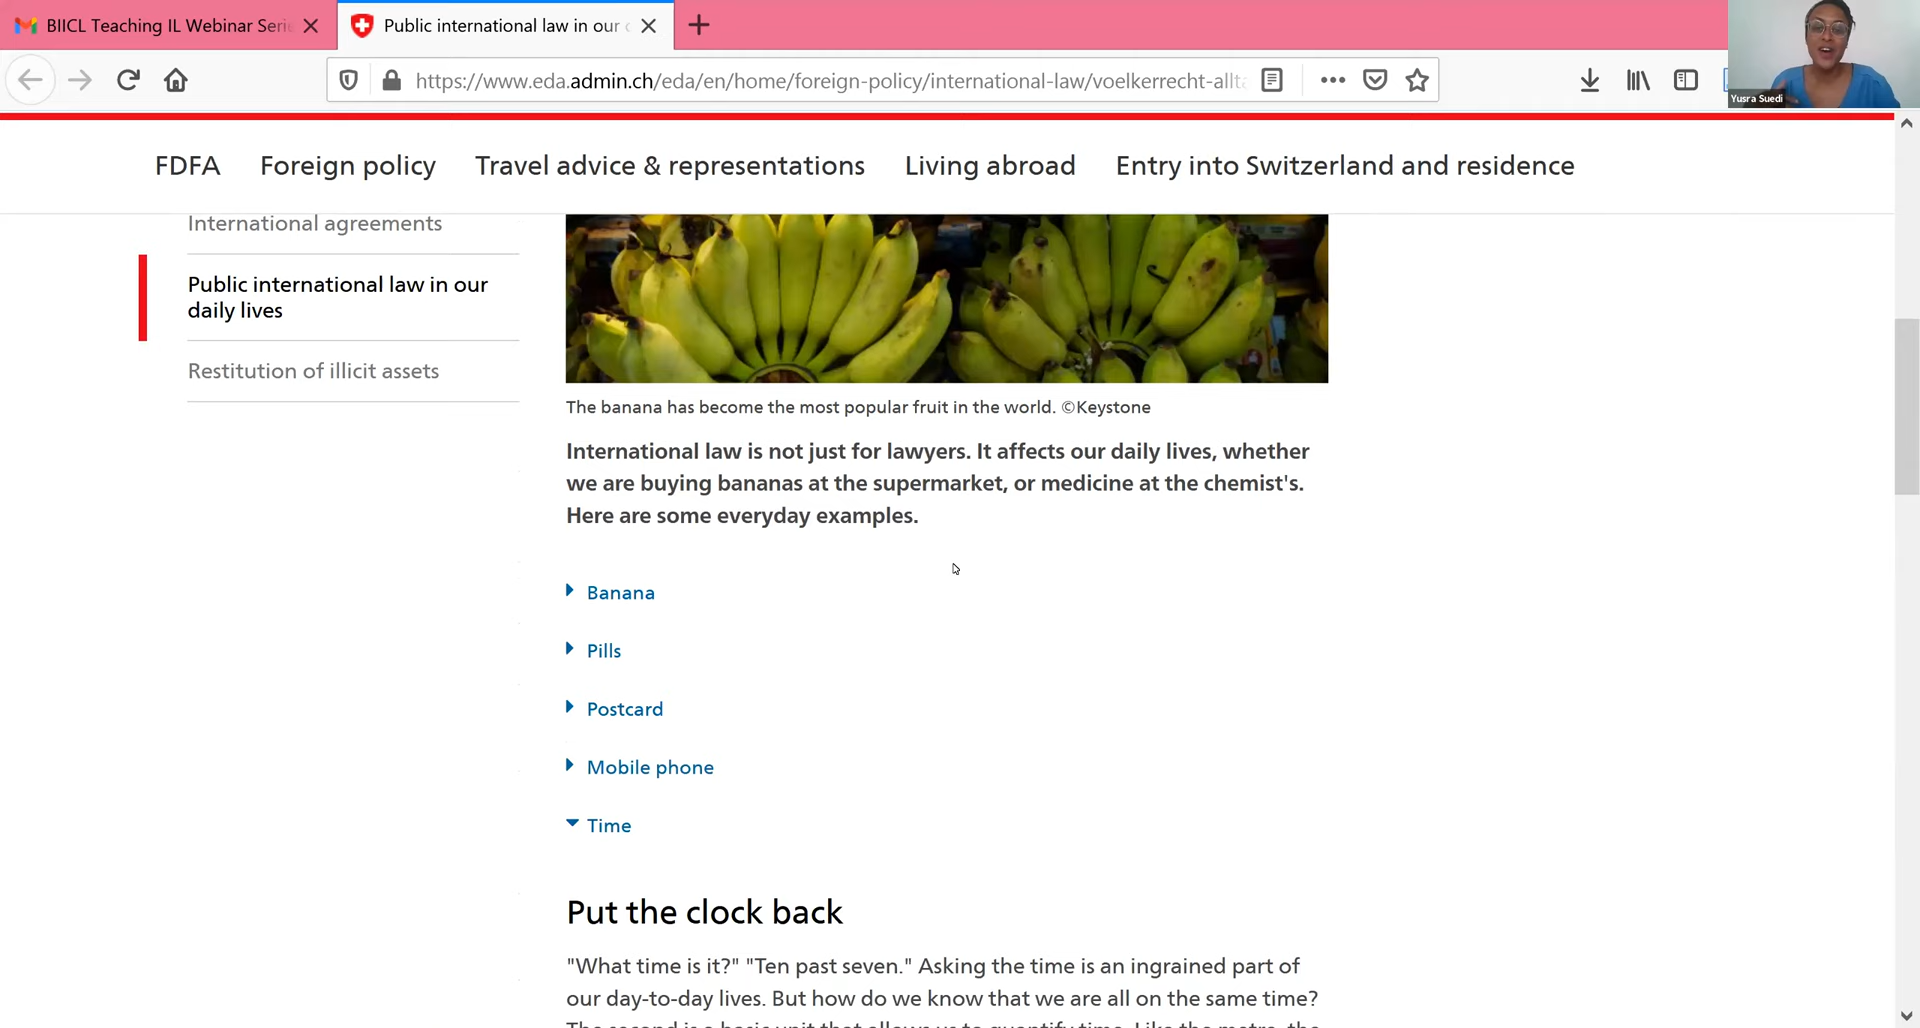 BIICL Teaching IL Webinar Seri
Public international law in our
https://www.eda.admin.ch/eda/en/home/foreign-policy/international-law/voelkerrecht-allt
Yusra Suedi
FDFA Foreign policy Travel advice & representations Living abroad Entry into Switzerland and residence
International agreements
Public international law in our
daily lives
Restitution of illicit assets
The banana has become the most popular fruit in the world. ©Keystone
International law is not just for lawyers. It affects our daily lives, whether
we are buying bananas at the supermarket, or medicine at the chemist's.
Here are some everyday examples.
Banana
Pills
Postcard
Mobile phone
Time
Put the clock back
"What time is it?" "Ten past seven." Asking the time is an ingrained part of
our day-to-day lives. But how do we know that we are all on the same time?
The second is a basic unit that allows us to quantify time. Like the metre, the